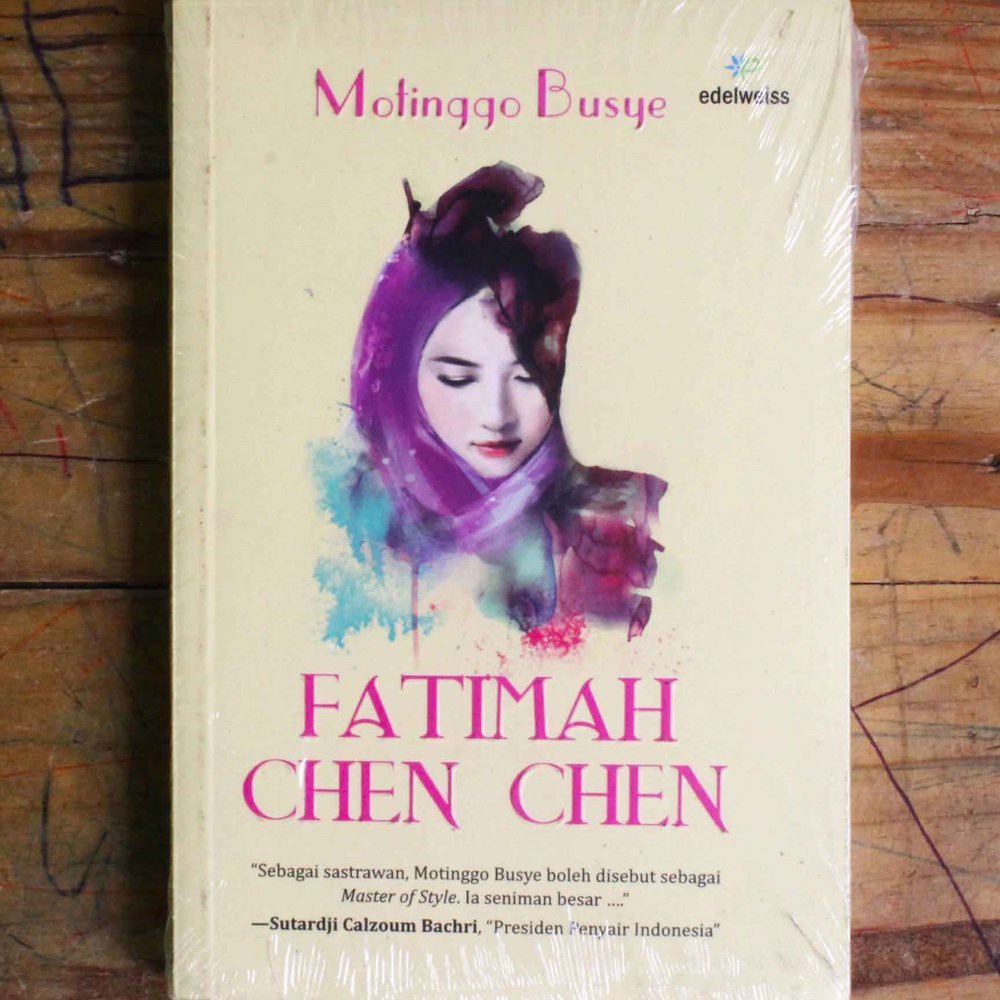 Motinggo Busye
edelweiss
FATIMAH
CHEN CHEN
“Sebagai sastrawan, Motinggo Busye boleh disebut sebagai
Master of Style. Ia seniman besar ....”
—Sutardji Calzoum Bachri, “Presiden Penyair Indonesia”